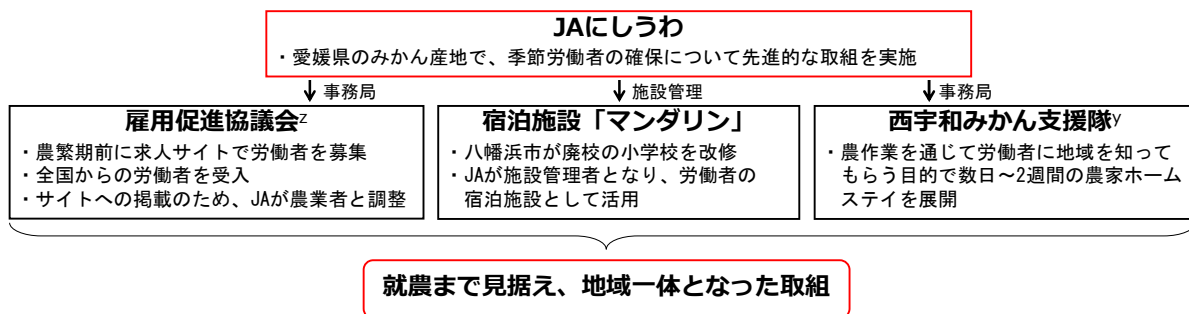 JAにしうわ
・愛媛県のみかん産地で、季節労働者の確保について先進的な取組を実施
事務局
施設管理
事務局
雇用促進協議会z
・農繁期前に求人サイトで労働者を募集
・全国からの労働者を受入
・サイトへの掲載のため、JAが農業者と調整
宿泊施設「マンダリン」
・八幡浜市が廃校の小学校を改修
・JAが施設管理者となり、労働者の
宿泊施設として活用
西宇和みかん支援隊y
・農作業を通じて労働者に地域を知って
もらう目的で数日～2週間の農家ホーム
ステイを展開
就農まで見据え、地域一体となった取組